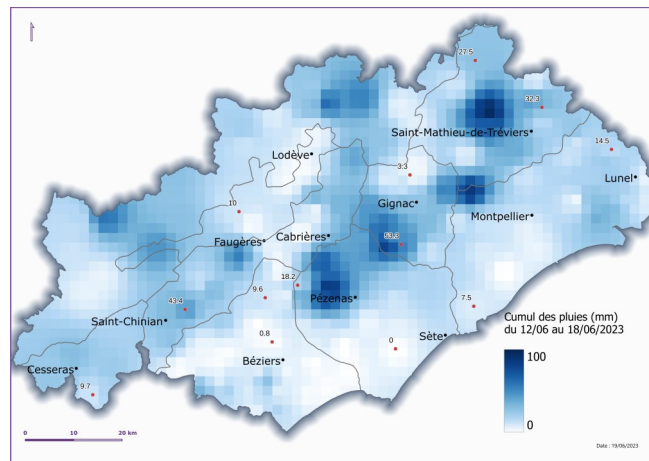 27.5
32.3
Saint-Mathieu-de-Tréviers
14.5
Lodève
3.3
Lunel
Gignac
10
Montpellier
Faugères
Cabrières
53.3
18.2
9.6
Pézenas
43.4
7.5
Saint-Chinian
Cumul des pluies (mm)
du 12/06 au 18/06/2023
Sète
0.8
0
100
Béziers
Cesseras
9.7
0
0 10 20 km
Date : 19/06/2023